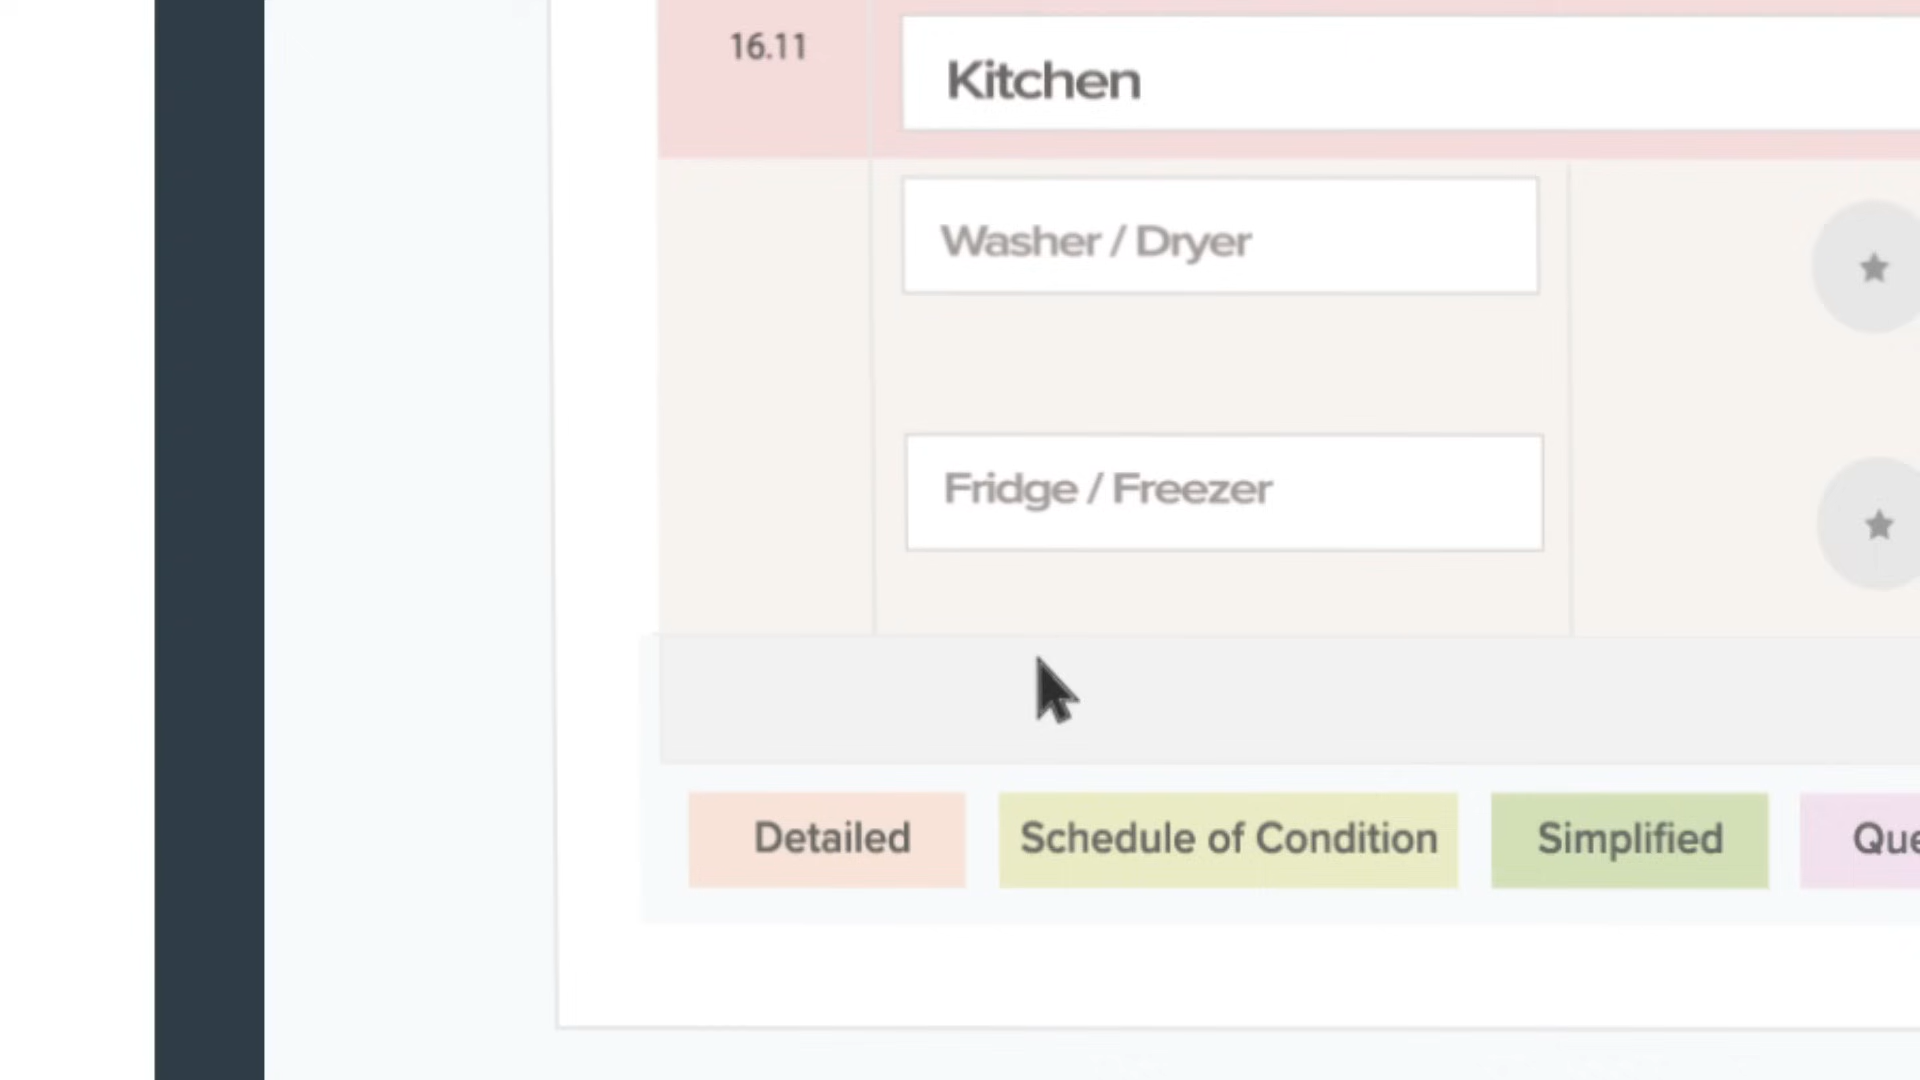 16.11
Kitchen
Washer / Dryer
Fridge / Freezer
Detailed
Schedule of Condition
Simplified